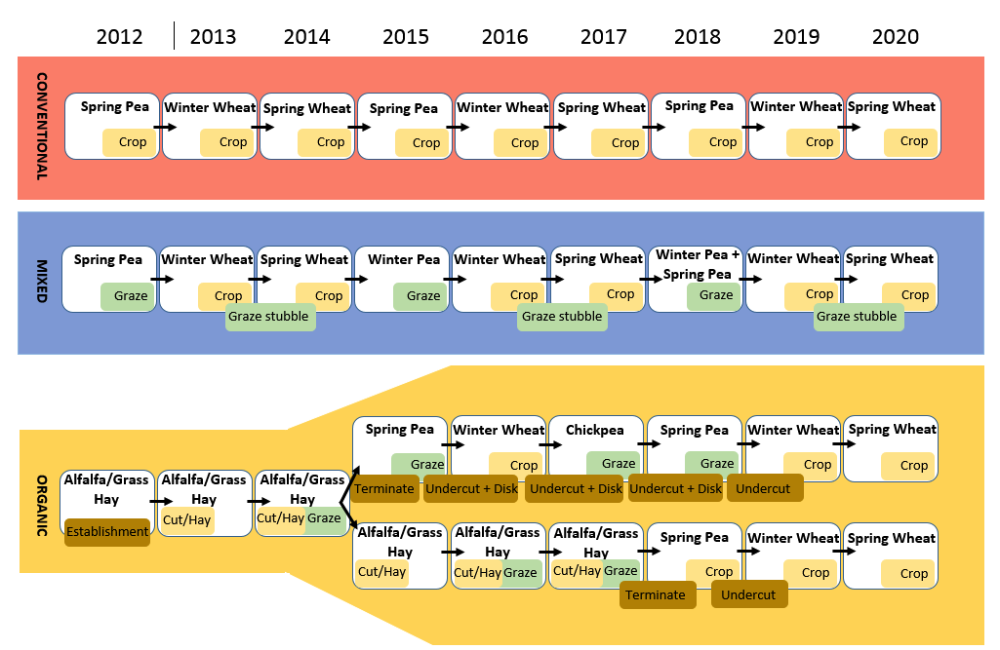 2012 2013 2014 2015 2016 2017 2018 2019 2020
CONVENTIONAL
Spring Pea Winter Wheat Spring Wheat Spring Pea Winter Wheat Spring Wheat Spring Pea Winter Wheat Spring Wheat
Crop Crop Crop Crop Crop Crop Crop Crop Crop
MIXED
Spring Pea Winter Wheat Spring Wheat Winter Pea Winter Wheat Spring Wheat Winter Pea + Winter Wheat Spring Wheat
Spring Pea
Graze Crop Crop Graze Crop Crop Graze Crop Crop
Graze stubble Graze stubble Graze stubble
ORGANIC
Spring Pea Winter Wheat Chickpea Spring Pea Winter Wheat Spring Wheat
Graze Crop Graze Graze Crop Crop
Terminate Undercut + Disk Undercut + Disk Undercut + Disk Undercut
Alfalfa/Grass Alfalfa/Grass Alfalfa/Grass
Hay Hay Hay
Establishment Cut/Hay Cut/Hay Graze
Alfalfa/Grass Alfalfa/Grass Alfalfa/Grass Spring Pea Winter Wheat Spring Wheat
Hay Hay Hay
Cut/Hay Cut/Hay Graze Cut/Hay Graze Crop Crop Crop
Terminate Undercut